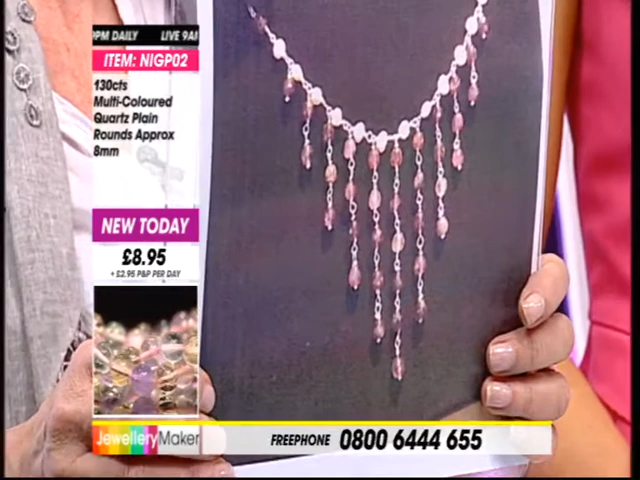 PM DAILY LIVE 9A
ITEM: NIGP02
130cts
Multi-Coloured
Quartz Plain
Rounds Approx
8mm
NEW TODAY
£8.95
+ £2.95 P&P PER DAY
JewelleryMaker
FREEPHONE 0800 6444 655